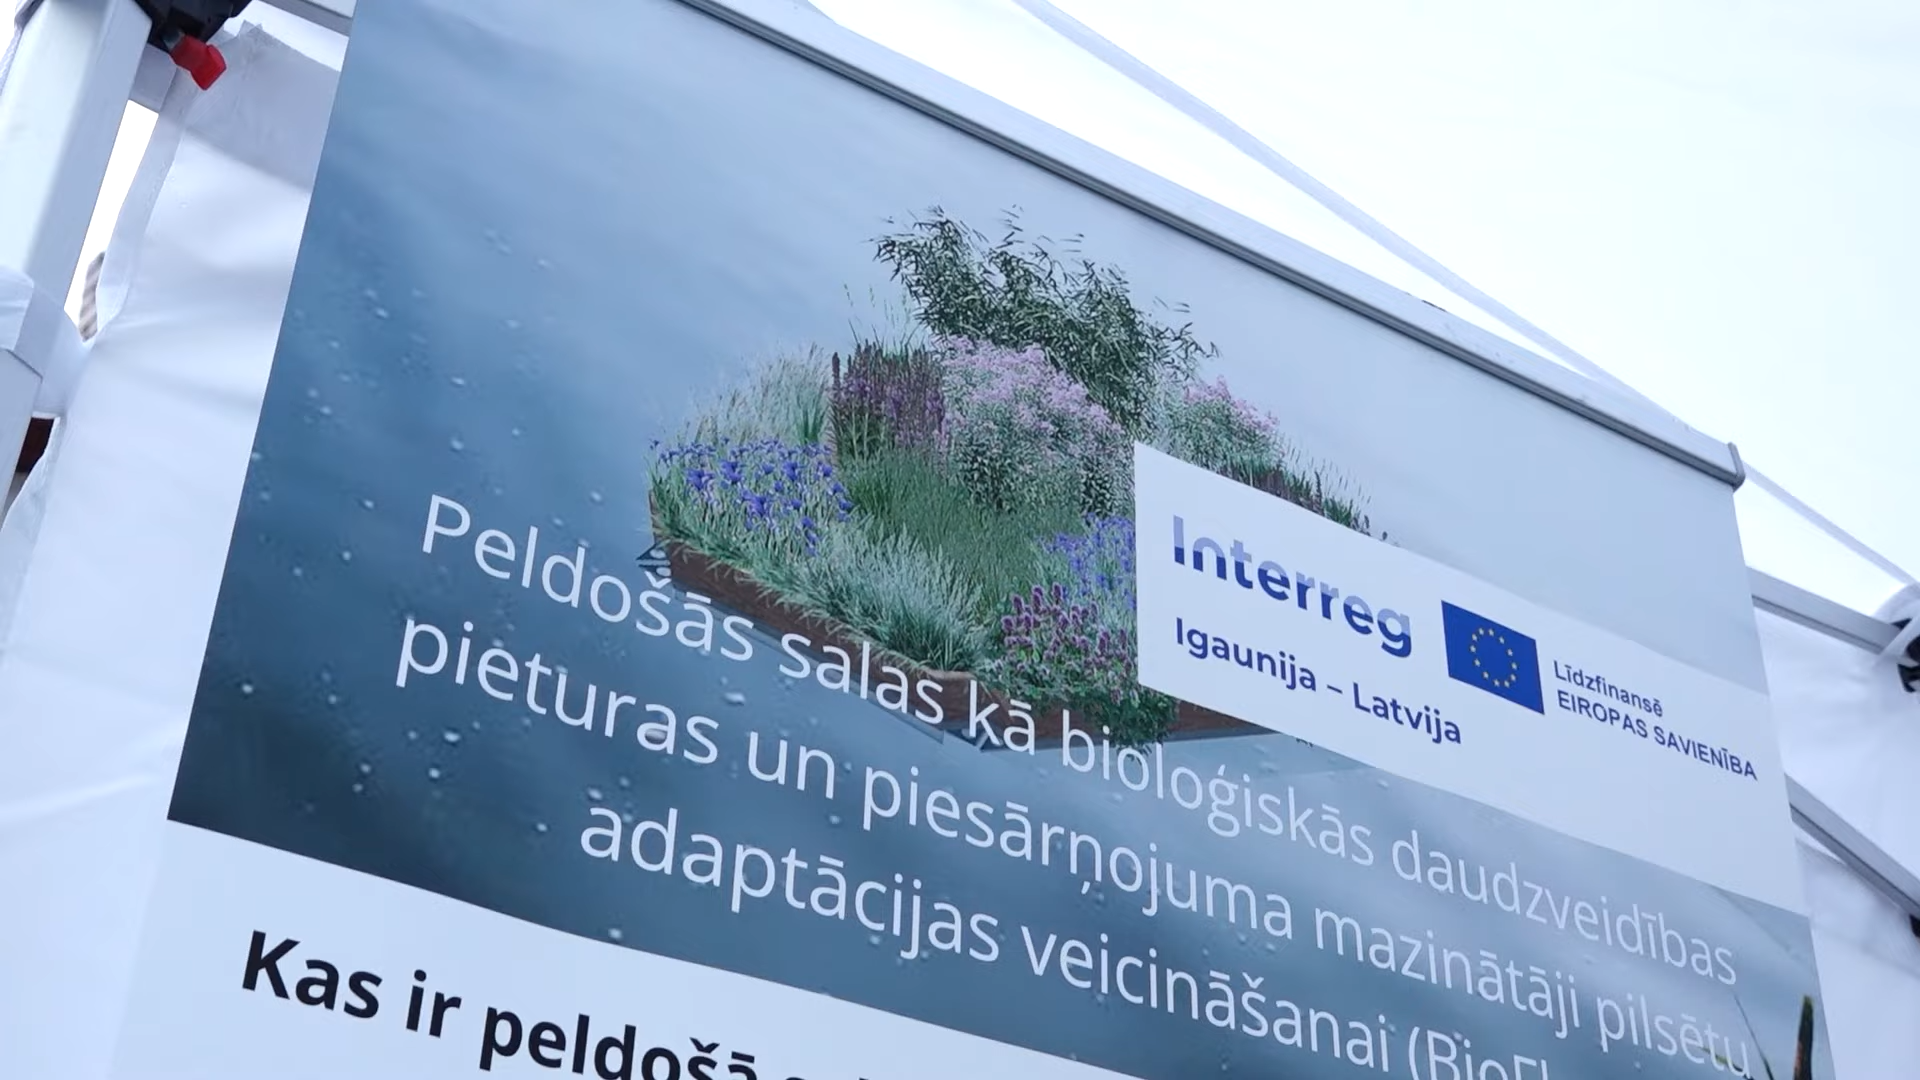 Interreg
Igaunija – Latvija
Līdzfinansē
EIROPAS SAVIENĪBA
Peldošās salas kā bioloģiskās daudzveidības
pieturas un piesārņojuma mazinātāji pilsētu
adaptācijas veicināšanai
Kas ir peldošā